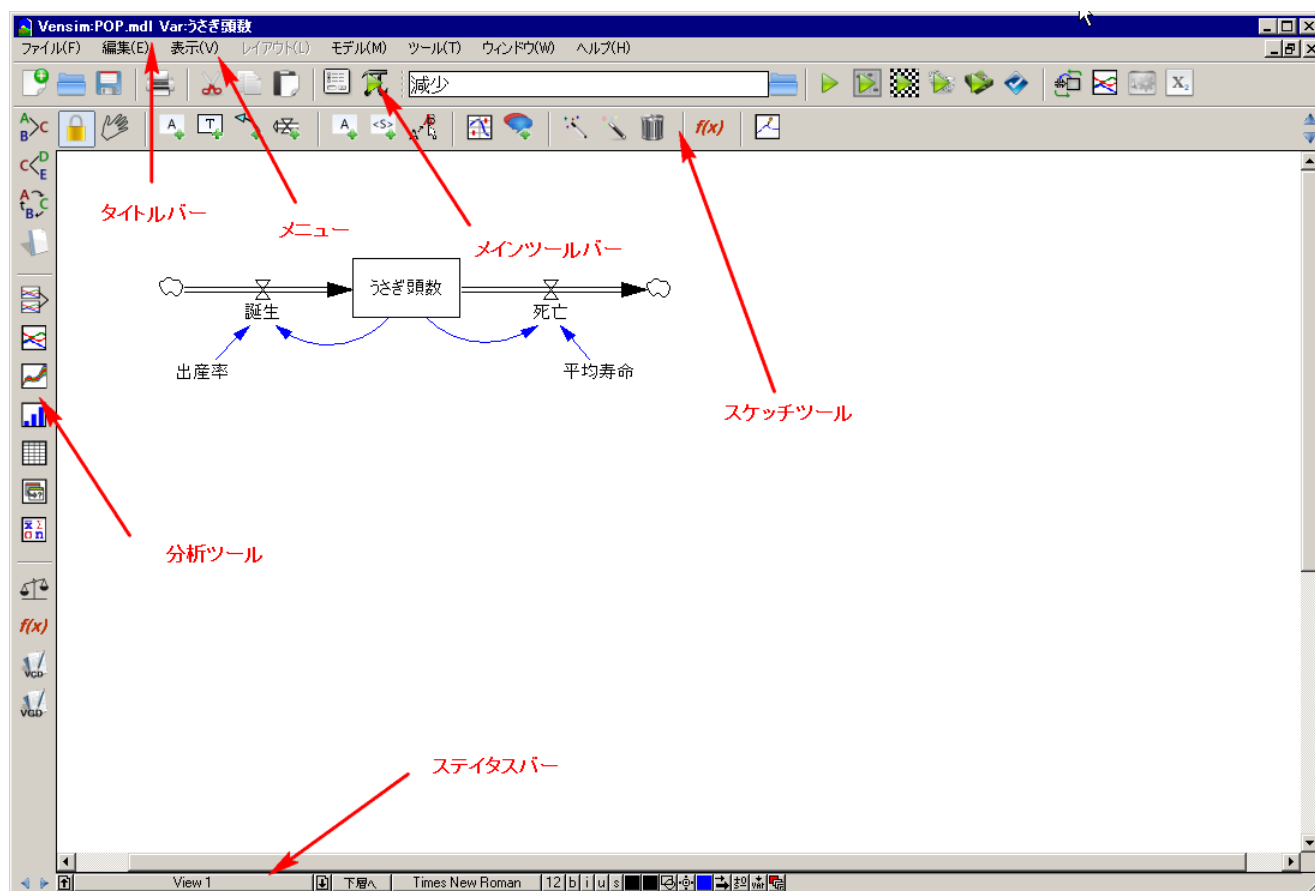 Vensim:POP.mdl Var:うさぎ頭数
ファイル(F) 編集(E) 表示(V) レイアウト(L) モデル(M) ツール(T) ウィンドウ(W) ヘルプ(H)
減少
X₂
A B C
A T A <S> A B f(x)
C D E
A B C
タイトルバー
メニュー
メインツールバー
うさぎ頭数
誕生
死亡
出産率
平均寿命
スケッチツール
分析ツール
f(x)
VCD
VGD
ステイタスバー
View 1 下層へ Times New Roman 12 b i u s